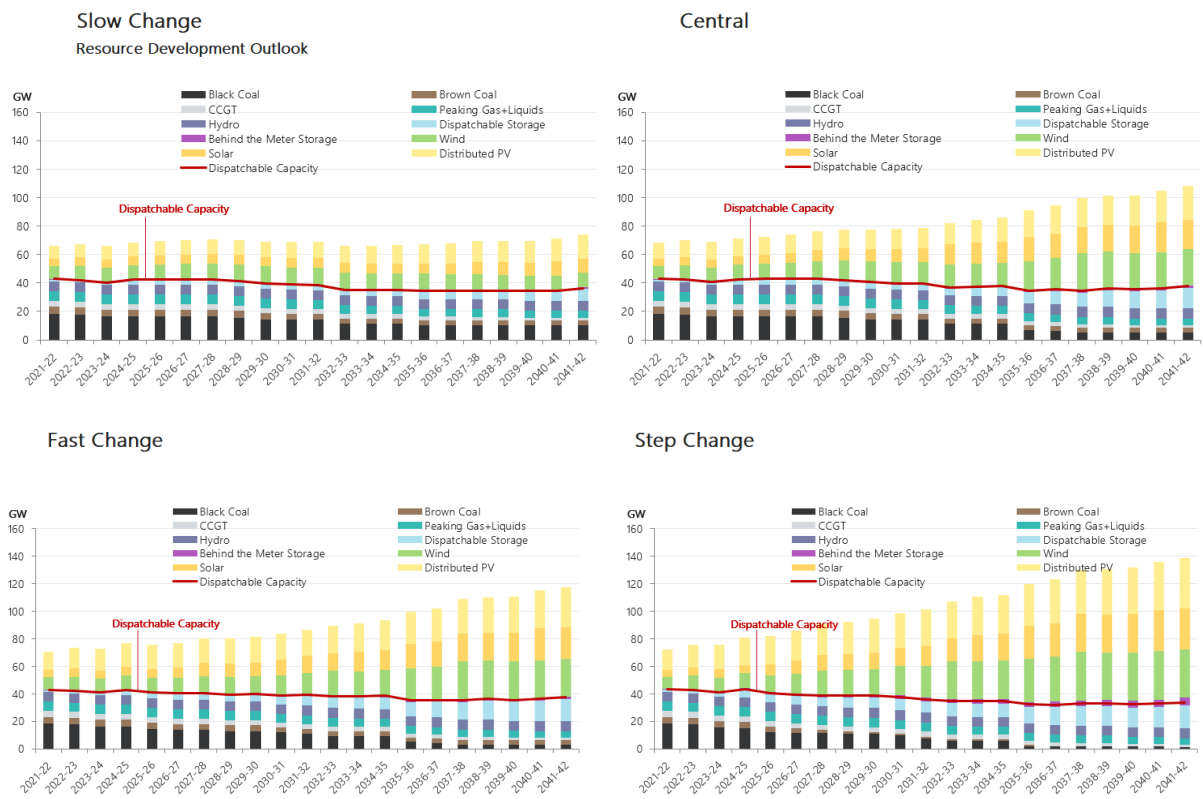 Slow Change
Resource Development Outlook
GW
Black Coal
Brown Coal
CCGT
Peaking Gas+Liquids
Hydro
Dispatchable Storage
Behind the Meter Storage
Wind
Solar
Distributed PV
Dispatchable Capacity
160
140
120
100
80
60
40
20
0
Dispatchable Capacity
2021-22
2022-23
2023-24
2024-25
2025-26
2026-27
2027-28
2028-29
2029-30
2030-31
2031-32
2032-33
2033-34
2034-35
2035-36
2036-37
2037-38
2038-39
2039-40
2040-41
2041-42
Central
GW
Black Coal
Brown Coal
CCGT
Peaking Gas+Liquids
Hydro
Dispatchable Storage
Behind the Meter Storage
Wind
Solar
Distributed PV
Dispatchable Capacity
160
140
120
100
80
60
40
20
0
Dispatchable Capacity
2021-22
2022-23
2023-24
2024-25
2025-26
2026-27
2027-28
2028-29
2029-30
2030-31
2031-32
2032-33
2033-34
2034-35
2035-36
2036-37
2037-38
2038-39
2039-40
2040-41
2041-42
Fast Change
GW
Black Coal
Brown Coal
CCGT
Peaking Gas+Liquids
Hydro
Dispatchable Storage
Behind the Meter Storage
Wind
Solar
Distributed PV
Dispatchable Capacity
160
140
120
100
80
60
40
20
0
Dispatchable Capacity
2021-22
2022-23
2023-24
2024-25
2025-26
2026-27
2027-28
2028-29
2029-30
2030-31
2031-32
2032-33
2033-34
2034-35
2035-36
2036-37
2037-38
2038-39
2039-40
2040-41
2041-42
Step Change
GW
Black Coal
Brown Coal
CCGT
Peaking Gas+Liquids
Hydro
Dispatchable Storage
Behind the Meter Storage
Wind
Solar
Distributed PV
Dispatchable Capacity
160
140
120
100
80
60
40
20
0
Dispatchable Capacity
2021-22
2022-23
2023-24
2024-25
2025-26
2026-27
2027-28
2028-29
2029-30
2030-31
2031-32
2032-33
2033-34
2034-35
2035-36
2036-37
2037-38
2038-39
2039-40
2040-41
2041-42